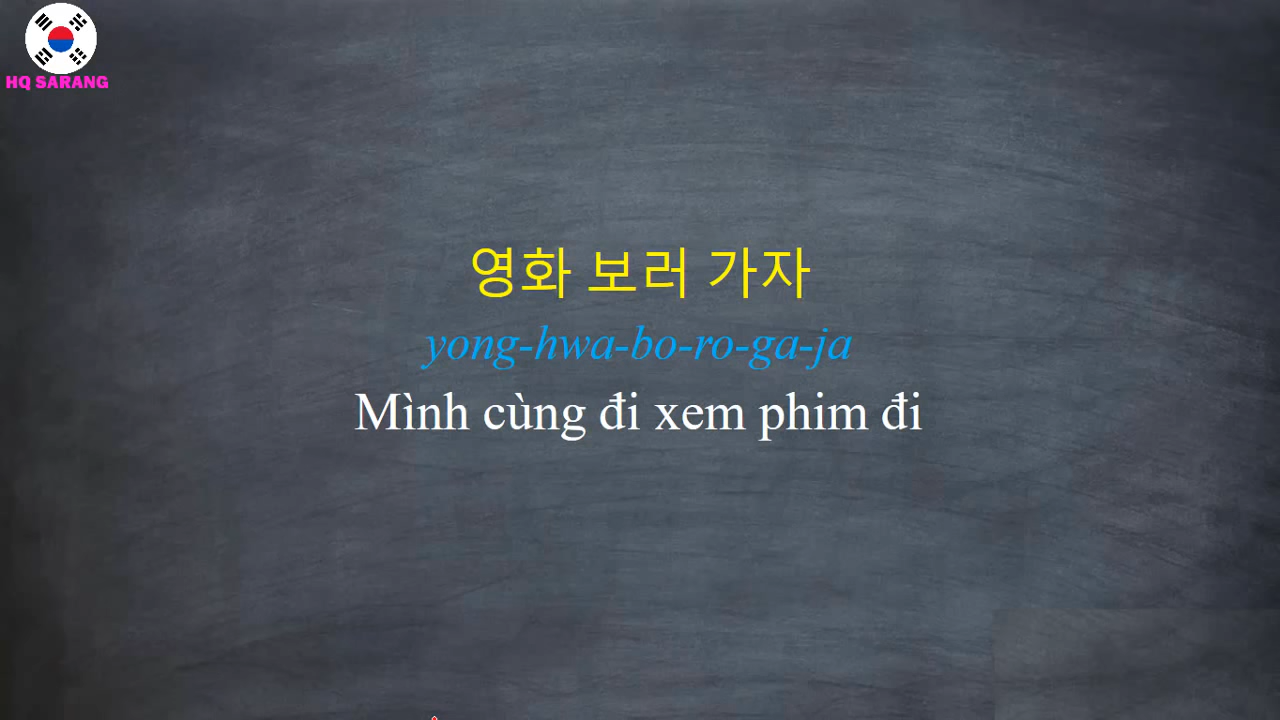 HQ SARANG
영화 보러 가자
yong-hwa-bo-ro-ga-ja
Mình cùng đi xem phim đi